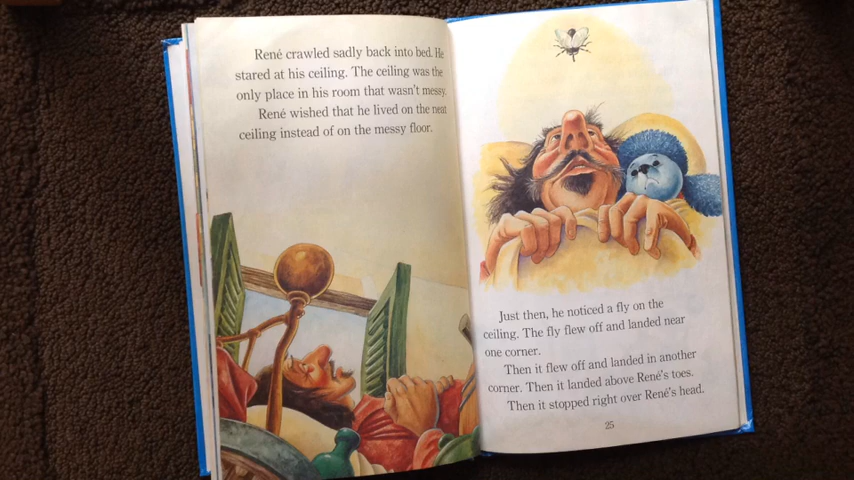 René crawled sadly back into bed. He
stared at his ceiling. The ceiling was the
only place in his room that wasn't messy.
René wished that he lived on the neat
ceiling instead of on the messy floor.
Just then, he noticed a fly on the
ceiling. The fly flew off and landed near
one corner.
Then it flew off and landed in another
corner. Then it landed above René's toes.
Then it stopped right over René's head.
25